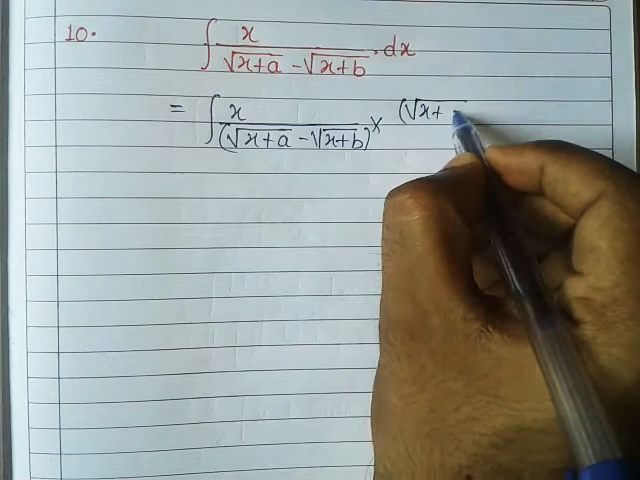 10. ∫ x / (√x+a - √x+b) . dx
= ∫ x / (√x+a - √x+b) × (√x+